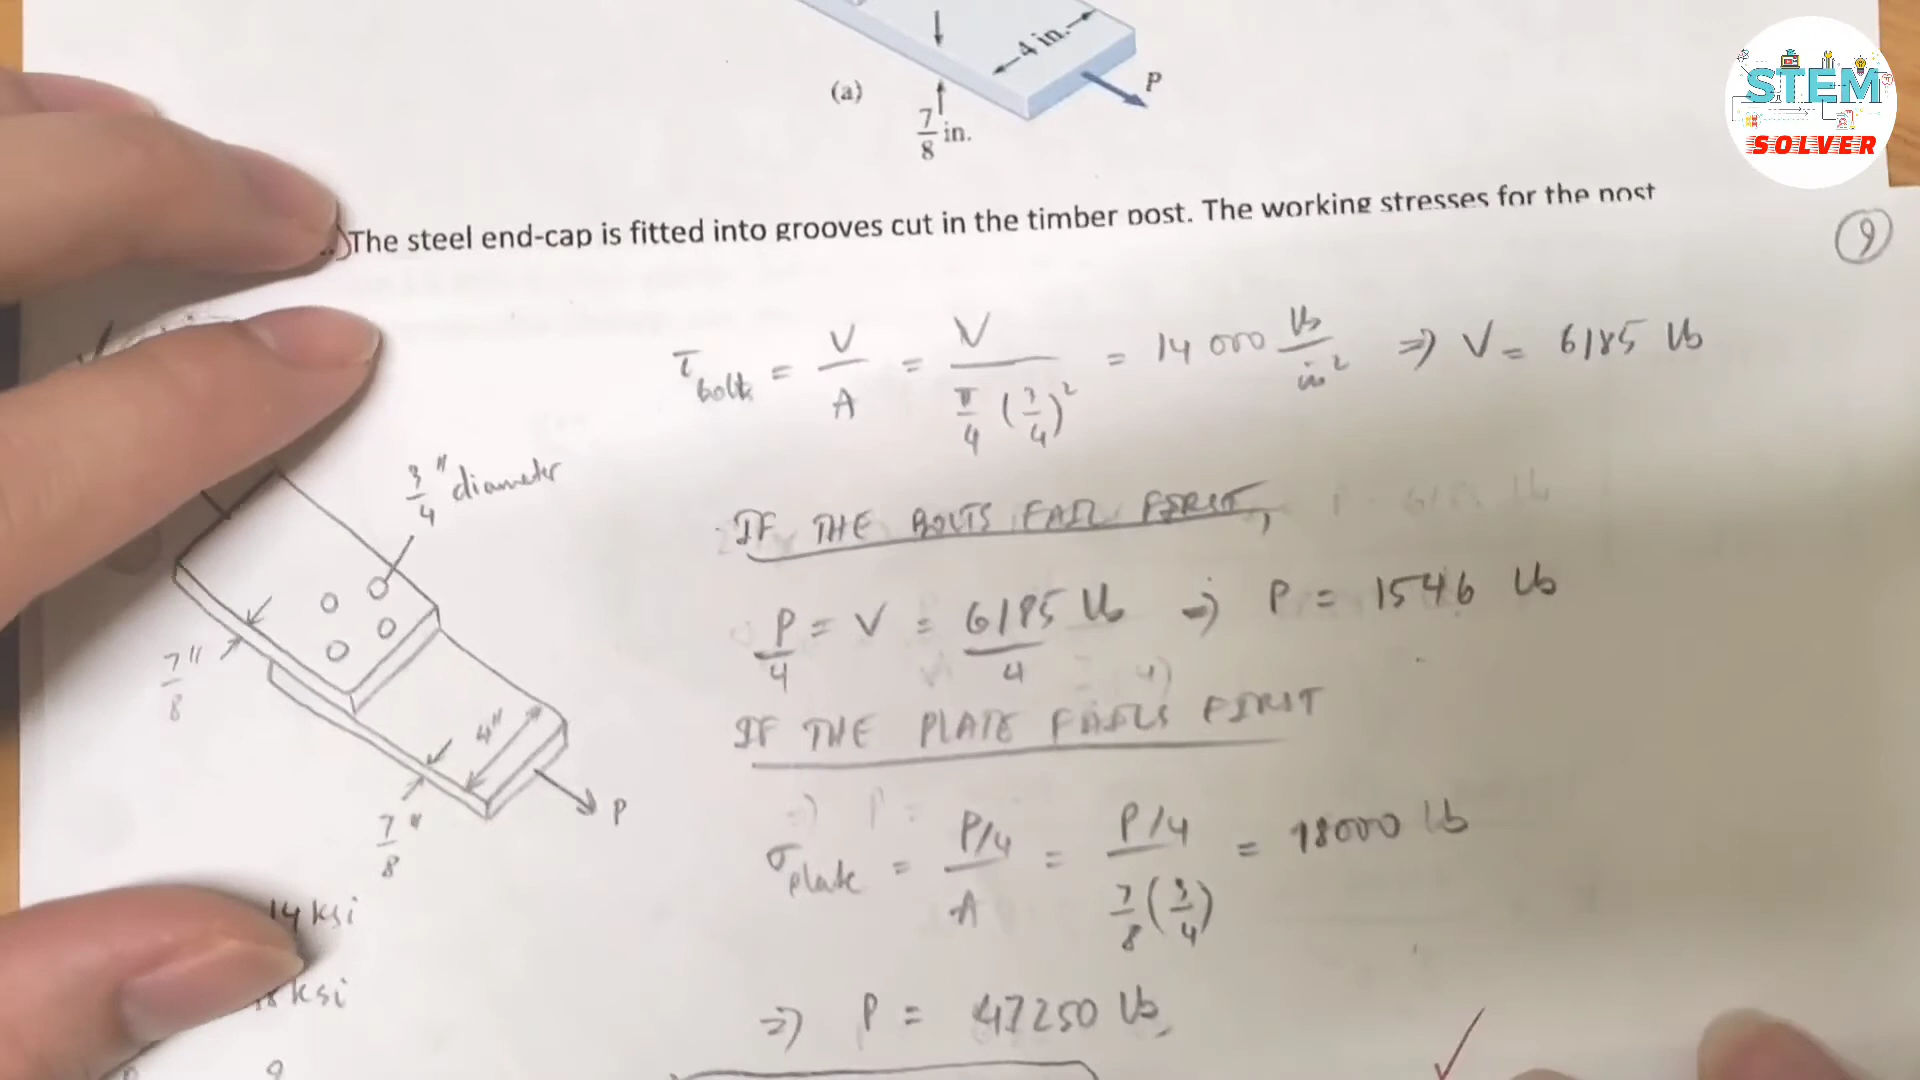 4 in.
P
(a)
7/8 in.
STEM
SOLVER
The steel end-cap is fitted into grooves cut in the timber post. The working stresses for the post
9
τ bolt = V/A = V / (π/4 (3/4)²) = 14 000 lb/in² => V = 6185 lb
3/4" diameter
IF THE BOLTS FAIL FIRST,
P/4 = V = 6185 lb/4 => P = 1546 lb
7"/8
IF THE PLATE FAILS FIRST
4"
P
7/8"
σ plate = P/4 / A = P/4 / (7/8 (3/4)) = 18000 lb
14 ksi
ksi
=> P = 47250 lb